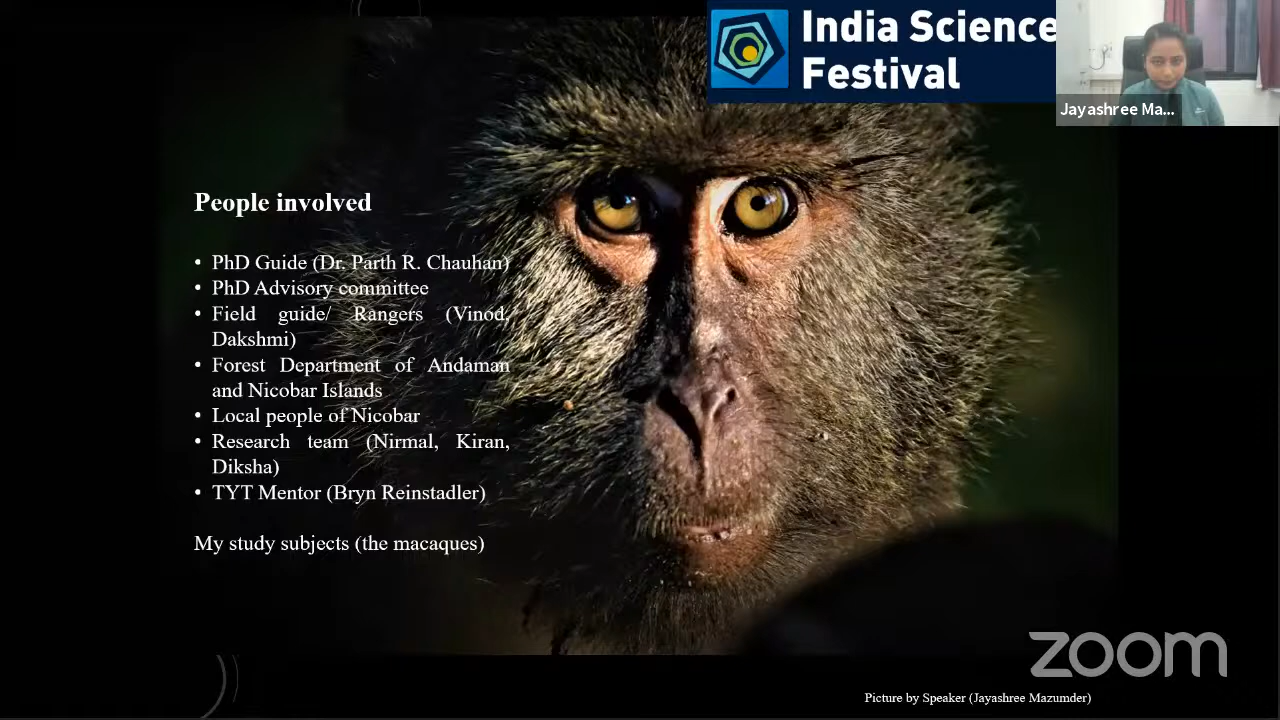 India Science
Festival
Jayashree Ma...
People involved
• PhD Guide (Dr. Parth R. Chauhan)
• PhD Advisory committee
• Field guide/ Rangers (Vinod,
Dakshmi)
• Forest Department of Andaman
and Nicobar Islands
• Local people of Nicobar
• Research team (Nirmal, Kiran,
Diksha)
• TYT Mentor (Bryn Reinstadler)
My study subjects (the macaques)
zoom
Picture by Speaker (Jayashree Mazumder)